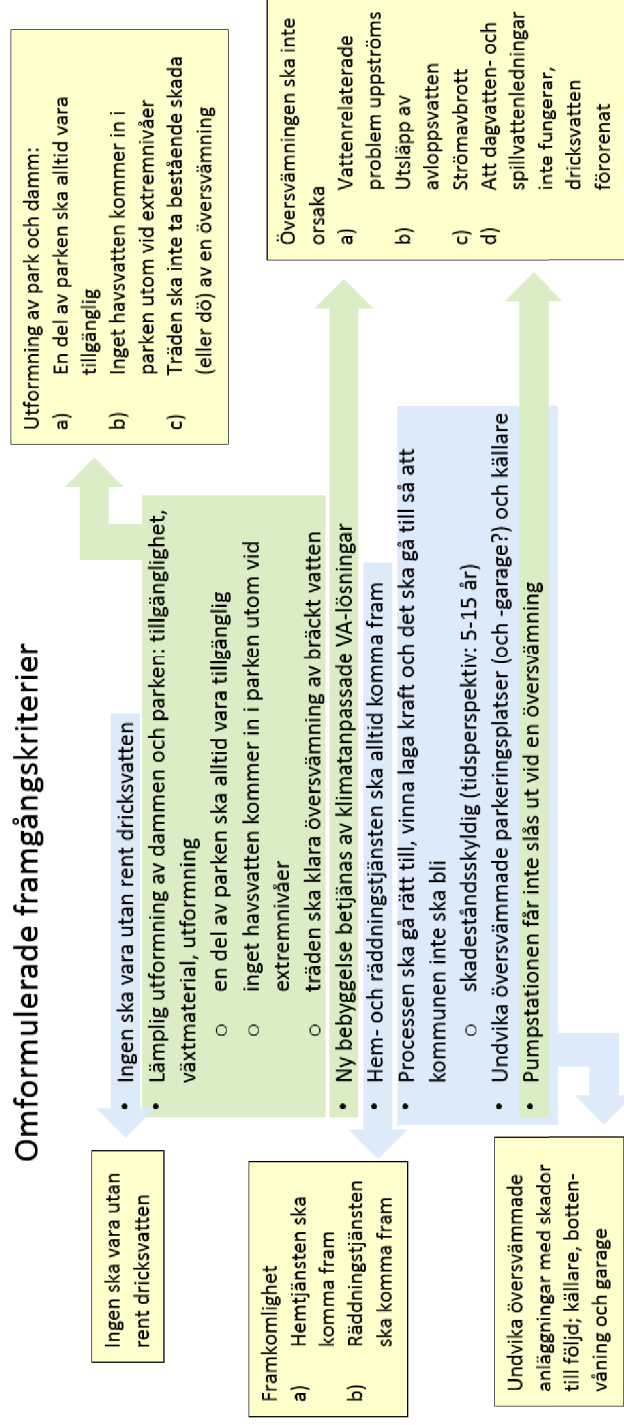 Omformulerade framgångskriterier
Ingen ska vara utan
rent dricksvatten
Framkomlighet
a) Hemtjänsten ska
komma fram
b) Räddningstjänsten
ska komma fram
Undvika översvämmade
anläggningar med skador
till följd; källare, botten-
våning och garage
• Ingen ska vara utan rent dricksvatten
• Lämplig utformning av dammen och parken: tillgänglighet,
växtmaterial, utformning
○ en del av parken ska alltid vara tillgänglig
○ inget havsvatten kommer in i parken utom vid
extremnivåer
○ träden ska klara översvämning av bräckt vatten
• Ny bebyggelse betjänas av klimatanpassade VA-lösningar
• Hem- och räddningstjänsten ska alltid komma fram
• Processen ska gå rätt till, vinna laga kraft och det ska gå till så att
kommunen inte ska bli
○ skadeståndsskyldig (tidsperspektiv: 5-15 år)
• Undvika översvämmade parkeringsplatser (och -garage?) och källare
• Pumpstationen får inte slås ut vid en översvämning
Utformning av park och damm:
a) En del av parken ska alltid vara
tillgänglig
b) Inget havsvatten kommer in i
parken utom vid extremnivåer
c) Träden ska inte ta bestående skada
(eller dö) av en översvämning
Översvämningen ska inte
orsaka
a) Vattenrelaterade
problem uppströms
b) Utsläpp av
avloppsvatten
c) Strömavbrott
d) Att dagvatten- och
spillvattenledningar
inte fungerar,
dricksvatten
förorenat